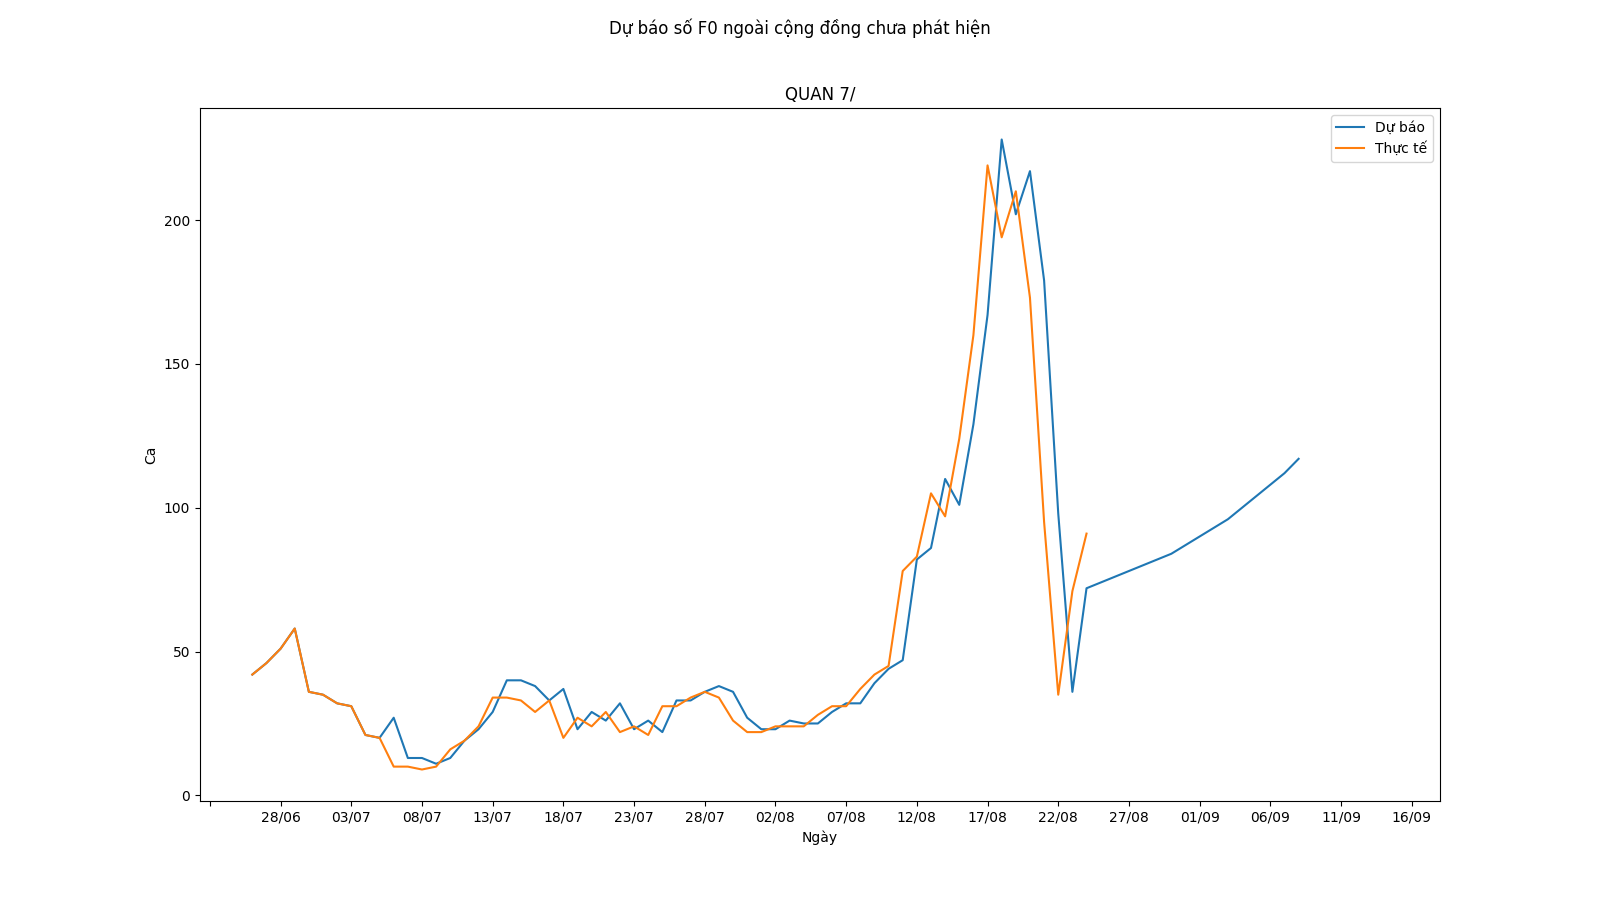 Dự báo số F0 ngoài cộng đồng chưa phát hiện
QUAN 7/
Dự báo
Thực tế
200
150
100
50
0
Ca
28/06 03/07 08/07 13/07 18/07 23/07 28/07 02/08 07/08 12/08 17/08 22/08 27/08 01/09 06/09 11/09 16/09
Ngày